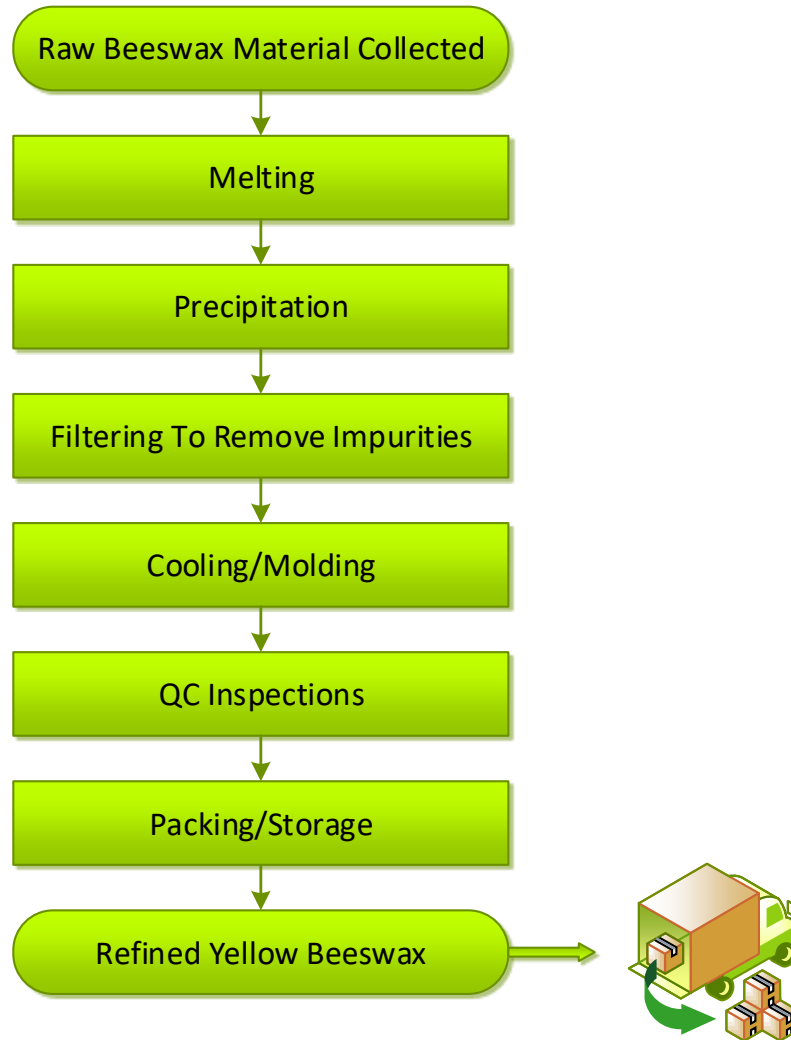 Raw Beeswax Material Collected
Melting
Precipitation
Filtering To Remove Impurities
Cooling/Molding
QC Inspections
Packing/Storage
Refined Yellow Beeswax